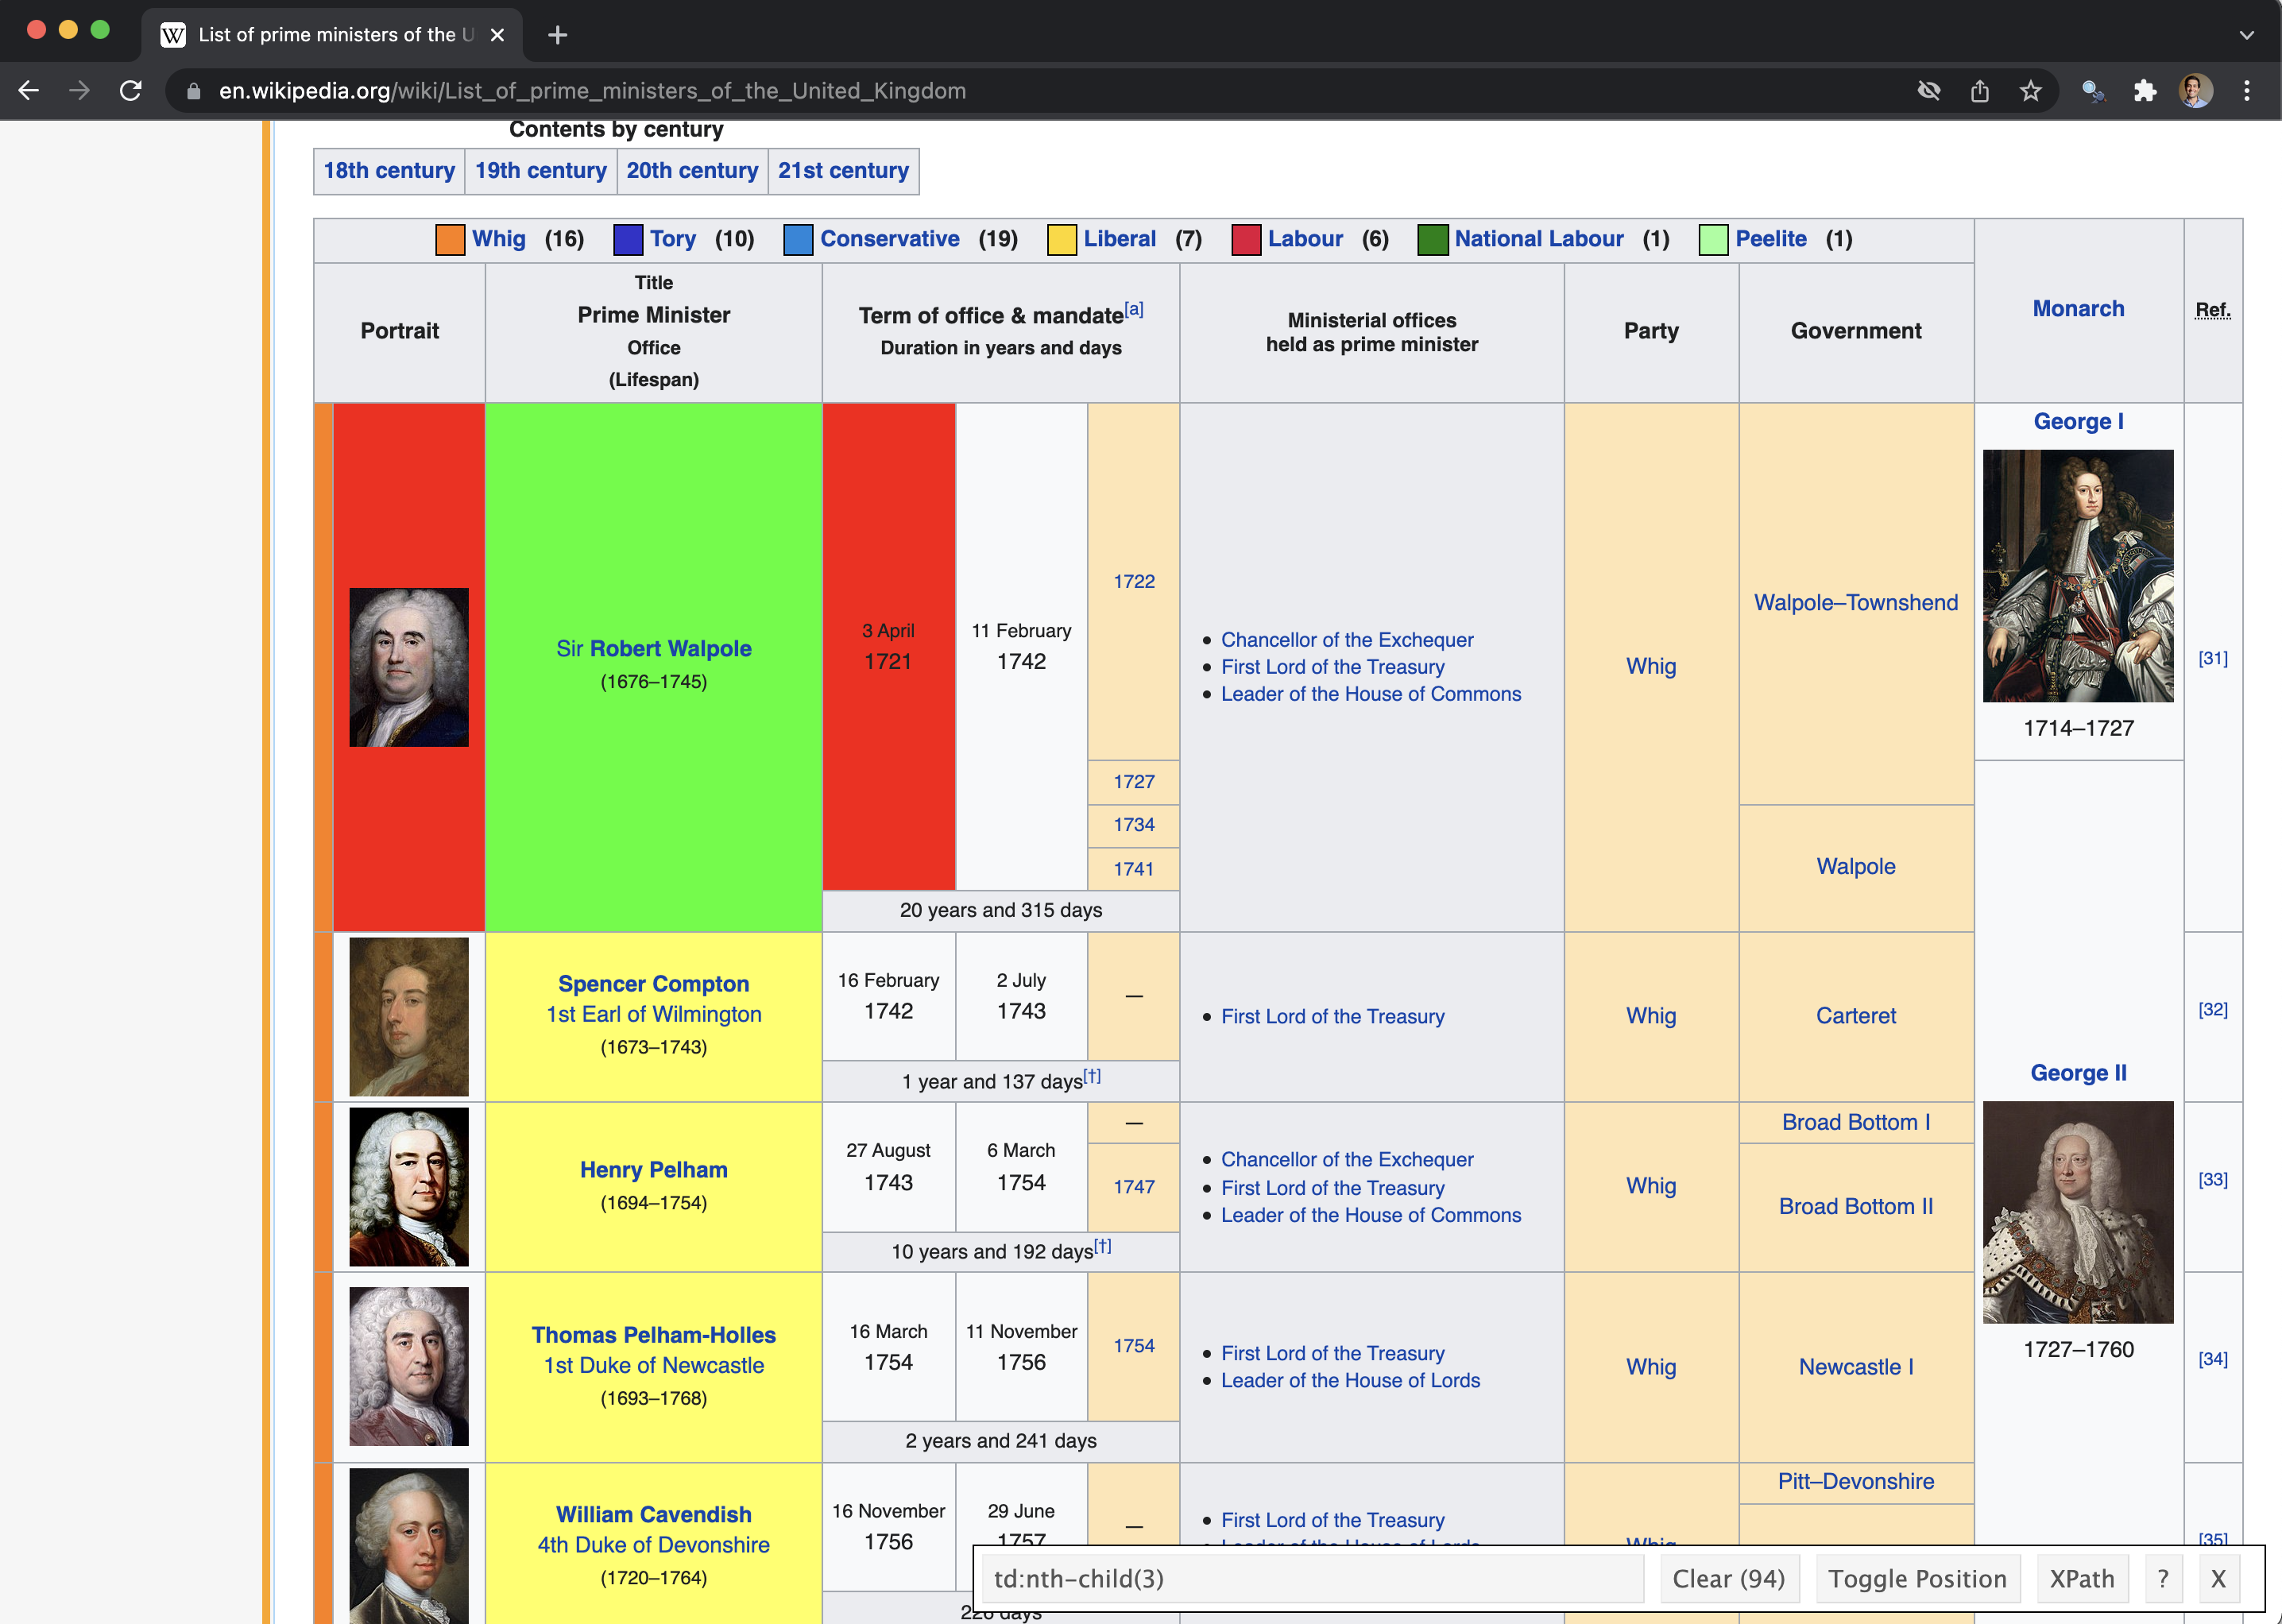 List of prime ministers of the U
en.wikipedia.org/wiki/List_of_prime_ministers_of_the_United_Kingdom
Contents by century
18th century 19th century 20th century 21st century
Whig (16) Tory (10) Conservative (19) Liberal (7) Labour (6) National Labour (1) Peelite (1)
Portrait
Title
Prime Minister
Office
(Lifespan)
Term of office & mandate[a]
Duration in years and days
Ministerial offices
held as prime minister
Party
Government
Monarch
Ref.
Sir Robert Walpole
(1676–1745)
3 April
1721
11 February
1742
1722
1727
1734
1741
20 years and 315 days
• Chancellor of the Exchequer
• First Lord of the Treasury
• Leader of the House of Commons
Whig
Walpole–Townshend
Walpole
George I
1714–1727
[31]
Spencer Compton
1st Earl of Wilmington
(1673–1743)
16 February
1742
2 July
1743
—
1 year and 137 days[†]
• First Lord of the Treasury
Whig
Carteret
George II
1727–1760
[32]
Henry Pelham
(1694–1754)
27 August
1743
6 March
1754
—
1747
10 years and 192 days[†]
• Chancellor of the Exchequer
• First Lord of the Treasury
• Leader of the House of Commons
Whig
Broad Bottom I
Broad Bottom II
[33]
Thomas Pelham-Holles
1st Duke of Newcastle
(1693–1768)
16 March
1754
11 November
1756
1754
2 years and 241 days
• First Lord of the Treasury
• Leader of the House of Lords
Whig
Newcastle I
[34]
William Cavendish
4th Duke of Devonshire
(1720–1764)
16 November
1756
29 June
1757
—
226 days
• First Lord of the Treasury
• Leader of the House of Lords
Whig
Pitt–Devonshire
[35]
td:nth-child(3)
Clear (94) Toggle Position XPath ? X